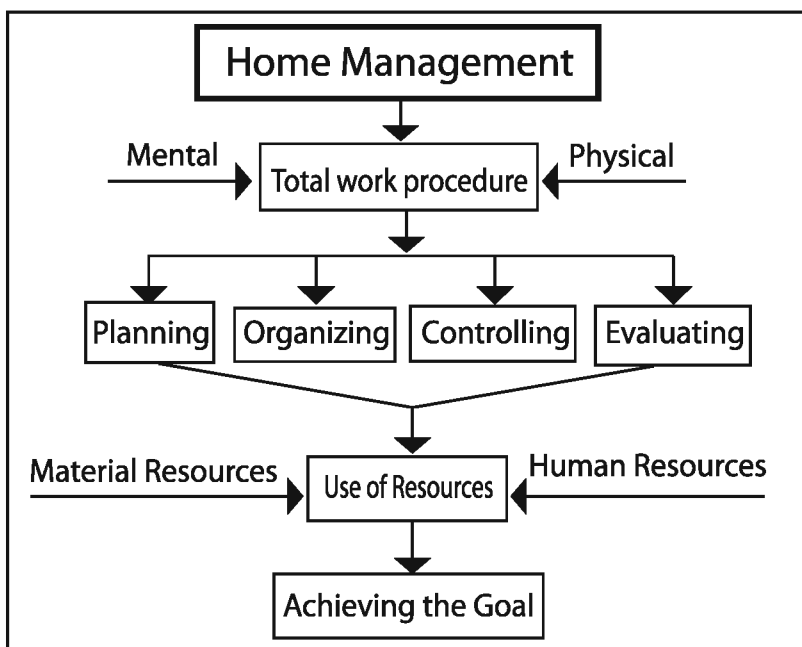 Home Management
Mental
Physical
Total work procedure
Planning
Organizing
Controlling
Evaluating
Material Resources
Human Resources
Use of Resources
Achieving the Goal